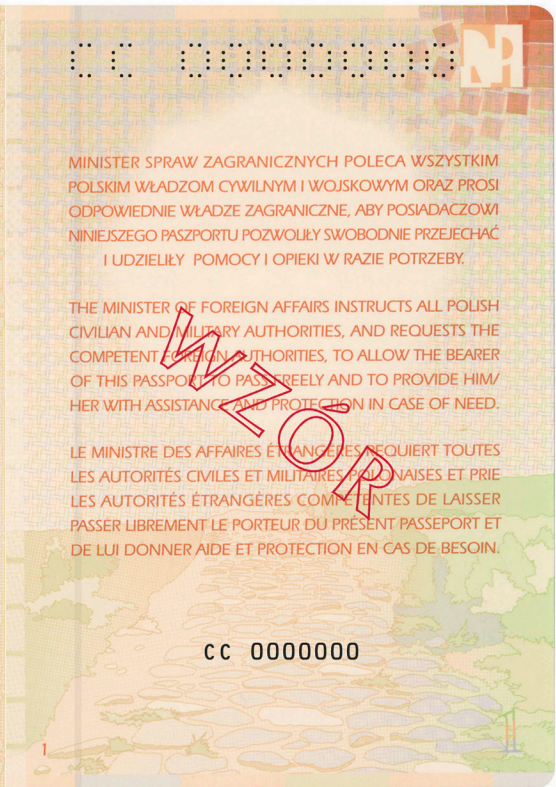 CC 0000000
MINISTER SPRAW ZAGRANICZNYCH POLECA WSZYSTKIM
POLSKIM WŁADZOM CYWILNYM I WOJSKOWYM ORAZ PROSI
ODPOWIEDNIE WŁADZE ZAGRANICZNE, ABY POSIADACZOWI
NINIEJSZEGO PASZPORTU POZWOLIŁY SWOBODNIE PRZEJECHAĆ
I UDZIELIŁY POMOCY I OPIEKI W RAZIE POTRZEBY.
THE MINISTER OF FOREIGN AFFAIRS INSTRUCTS ALL POLISH
CIVILIAN AND MILITARY AUTHORITIES, AND REQUESTS THE
COMPETENT FOREIGN AUTHORITIES, TO ALLOW THE BEARER
OF THIS PASSPORT TO PASS FREELY AND TO PROVIDE HIM/
HER WITH ASSISTANCE AND PROTECTION IN CASE OF NEED.
WZÓR
LE MINISTRE DES AFFAIRES ÉTRANGÈRES REQUIERT TOUTES
LES AUTORITÉS CIVILES ET MILITAIRES POLONAISES ET PRIE
LES AUTORITÉS ÉTRANGÈRES COMPÉTENTES DE LAISSER
PASSER LIBREMENT LE PORTEUR DU PRÉSENT PASSEPORT ET
DE LUI DONNER AIDE ET PROTECTION EN CAS DE BESOIN.
CC 0000000
1